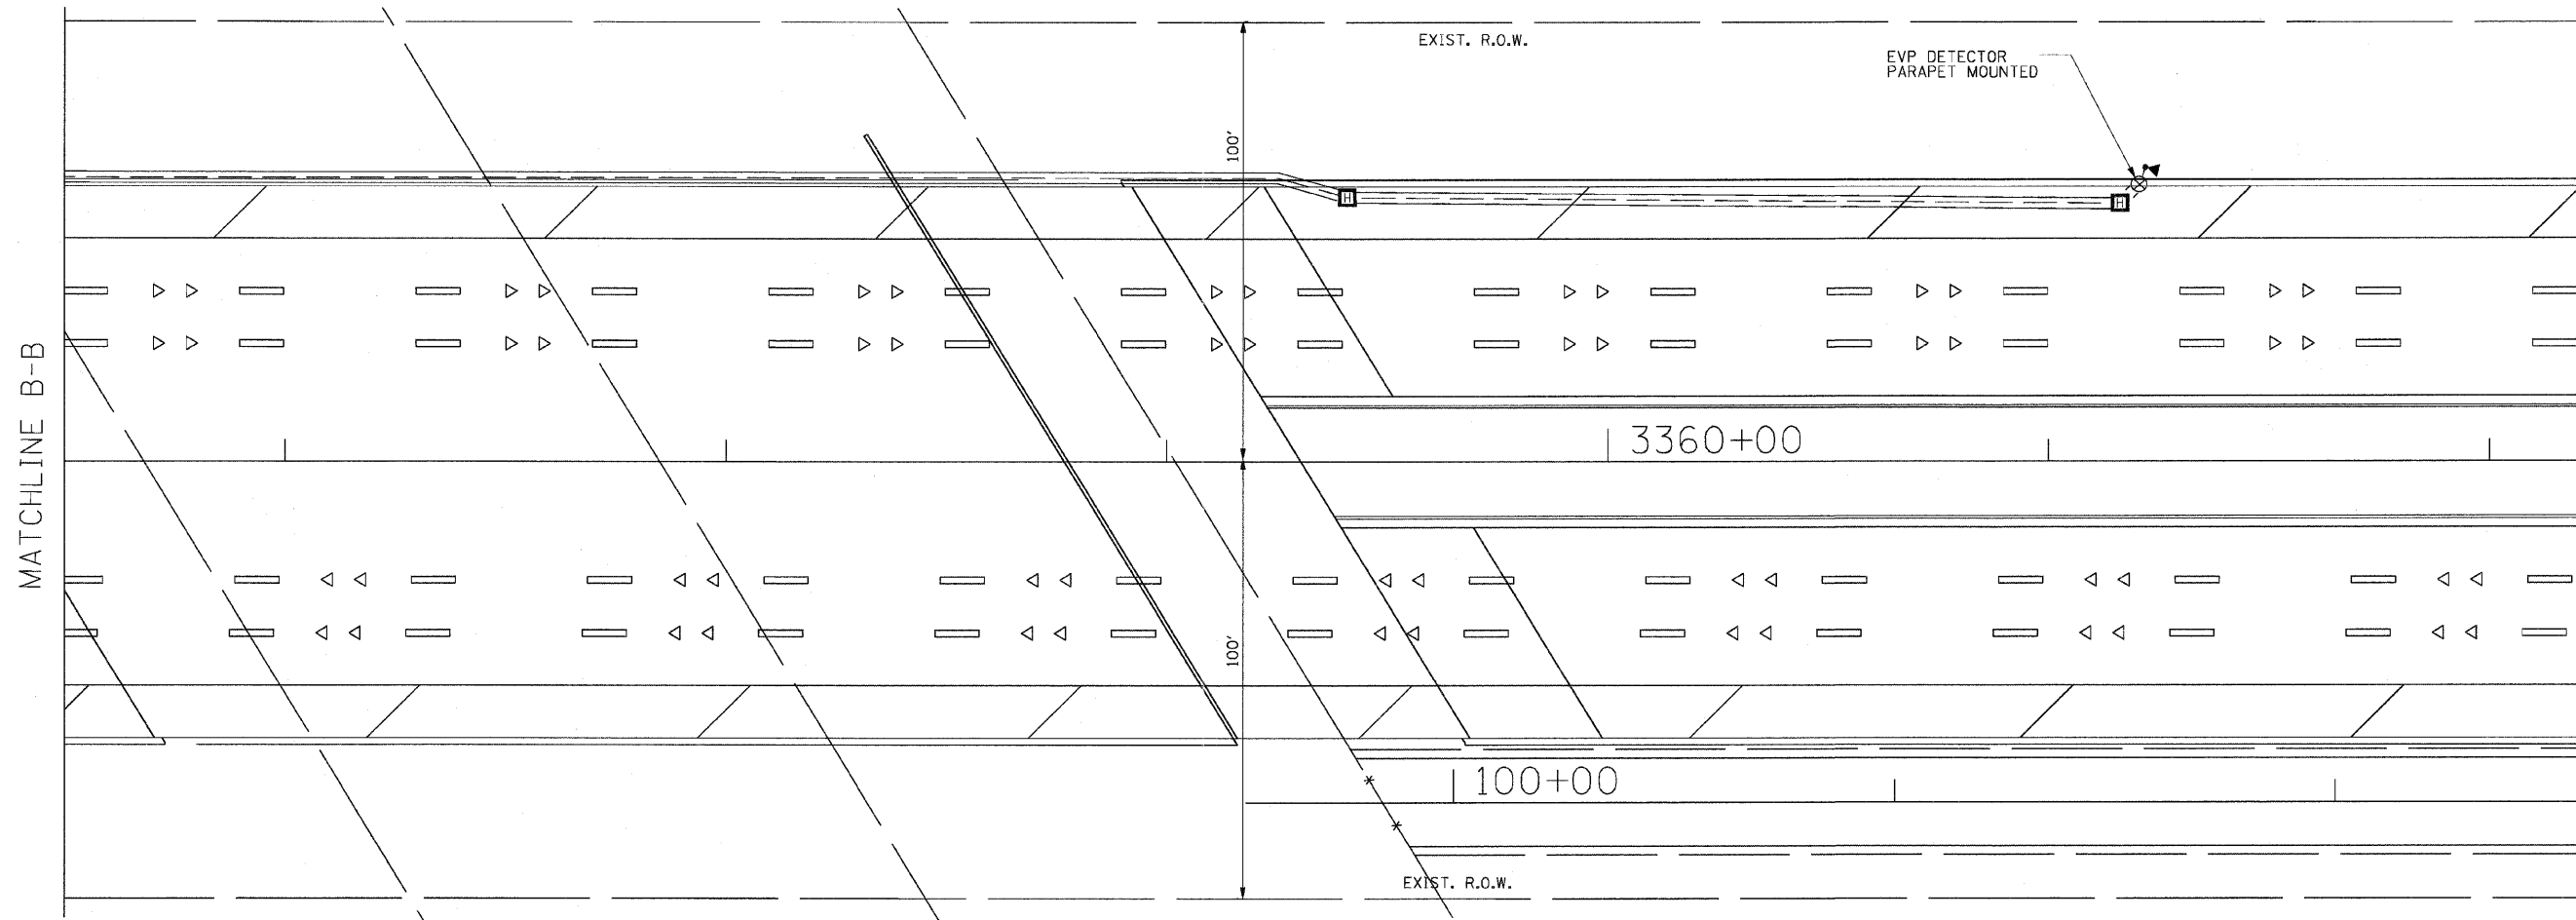 EXIST. R.O.W.
EVP DETECTOR
PARAPET MOUNTED
100'
H
H
MATCHLINE B-B
3360+00
100'
100+00
EXIST. R.O.W.